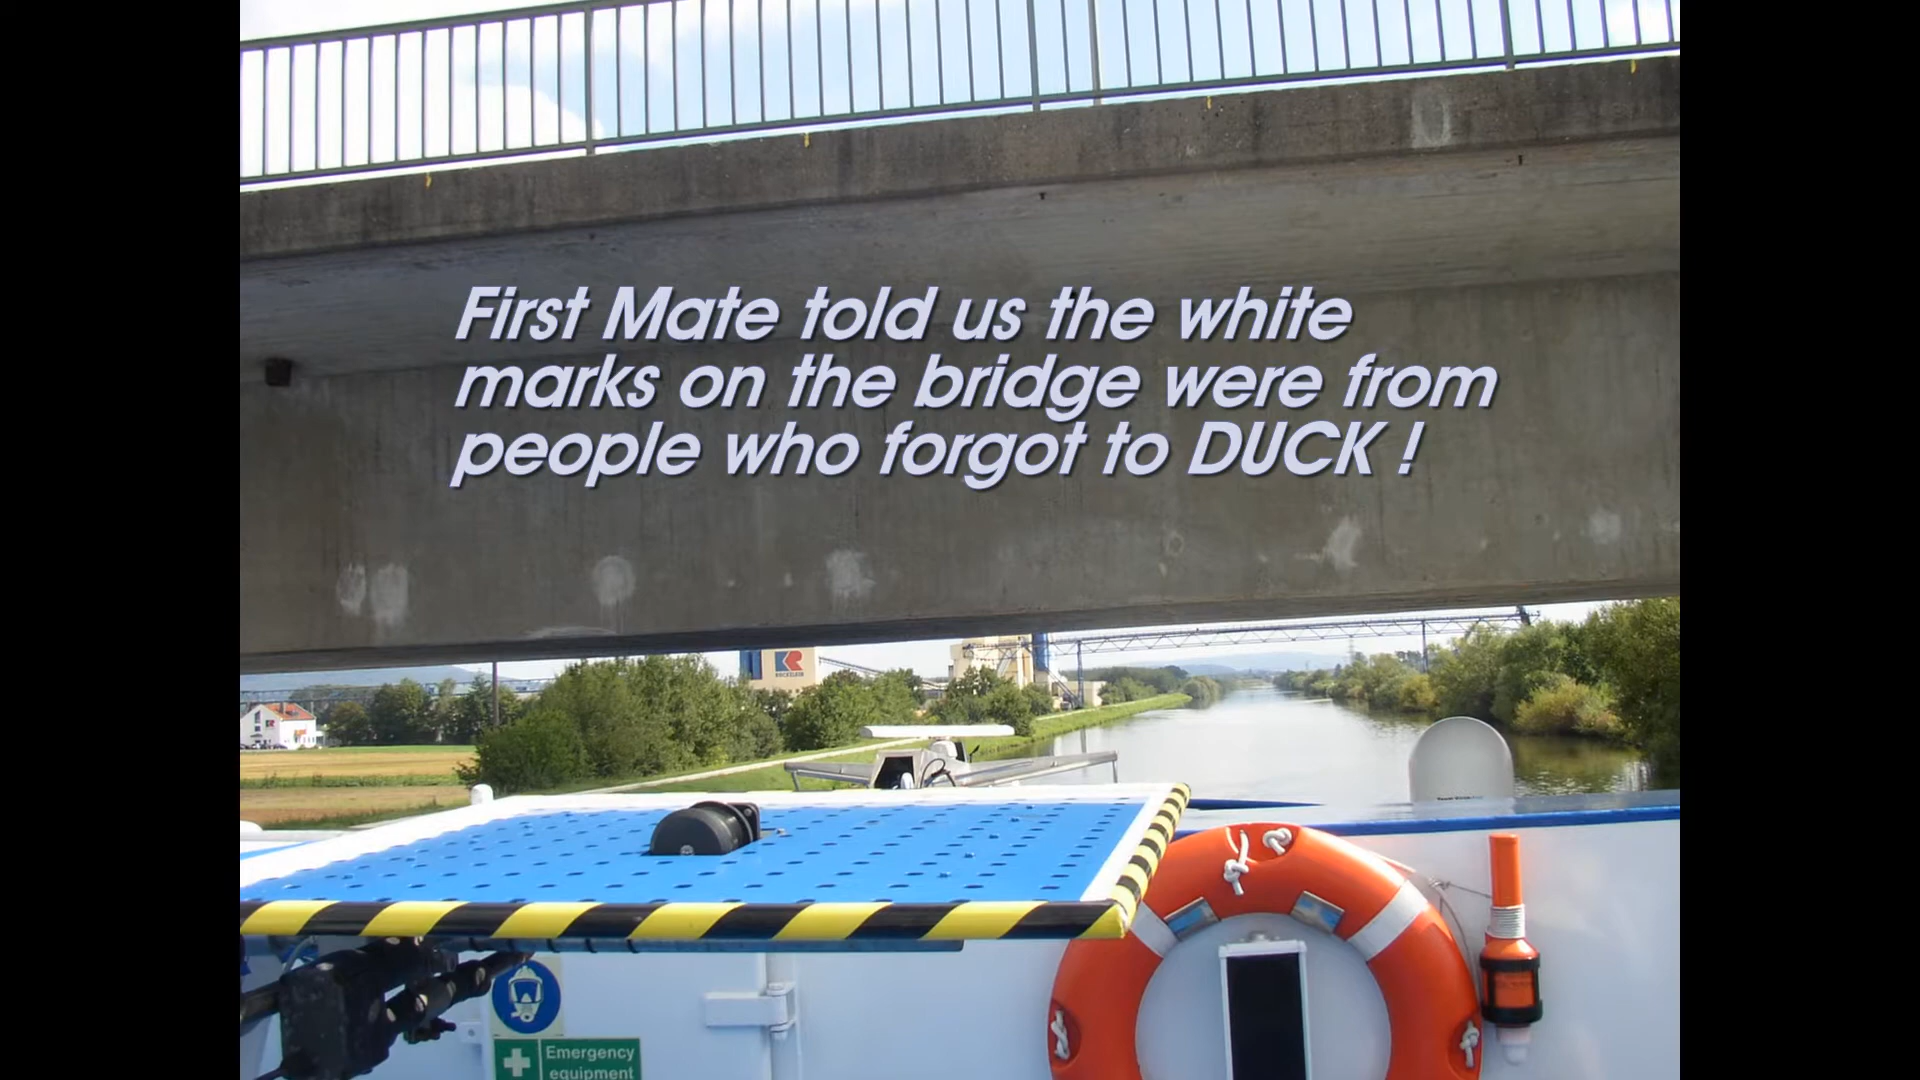 First Mate told us the white
marks on the bridge were from
people who forgot to DUCK !
Emergency
equipment